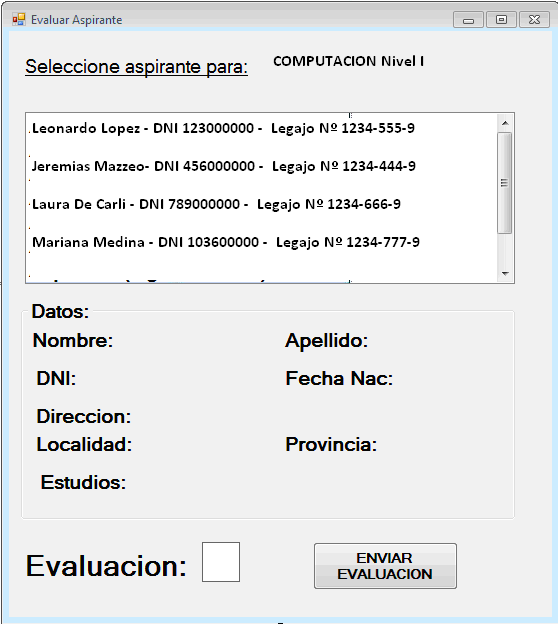 Evaluar Aspirante
Seleccione aspirante para: COMPUTACION Nivel I
Leonardo Lopez - DNI 123000000 - Legajo Nº 1234-555-9
Jeremias Mazzeo- DNI 456000000 - Legajo Nº 1234-444-9
Laura De Carli - DNI 789000000 - Legajo Nº 1234-666-9
Mariana Medina - DNI 103600000 - Legajo Nº 1234-777-9
Datos:
Nombre: Apellido:
DNI: Fecha Nac:
Direccion:
Localidad: Provincia:
Estudios:
Evaluacion:
ENVIAR
EVALUACION